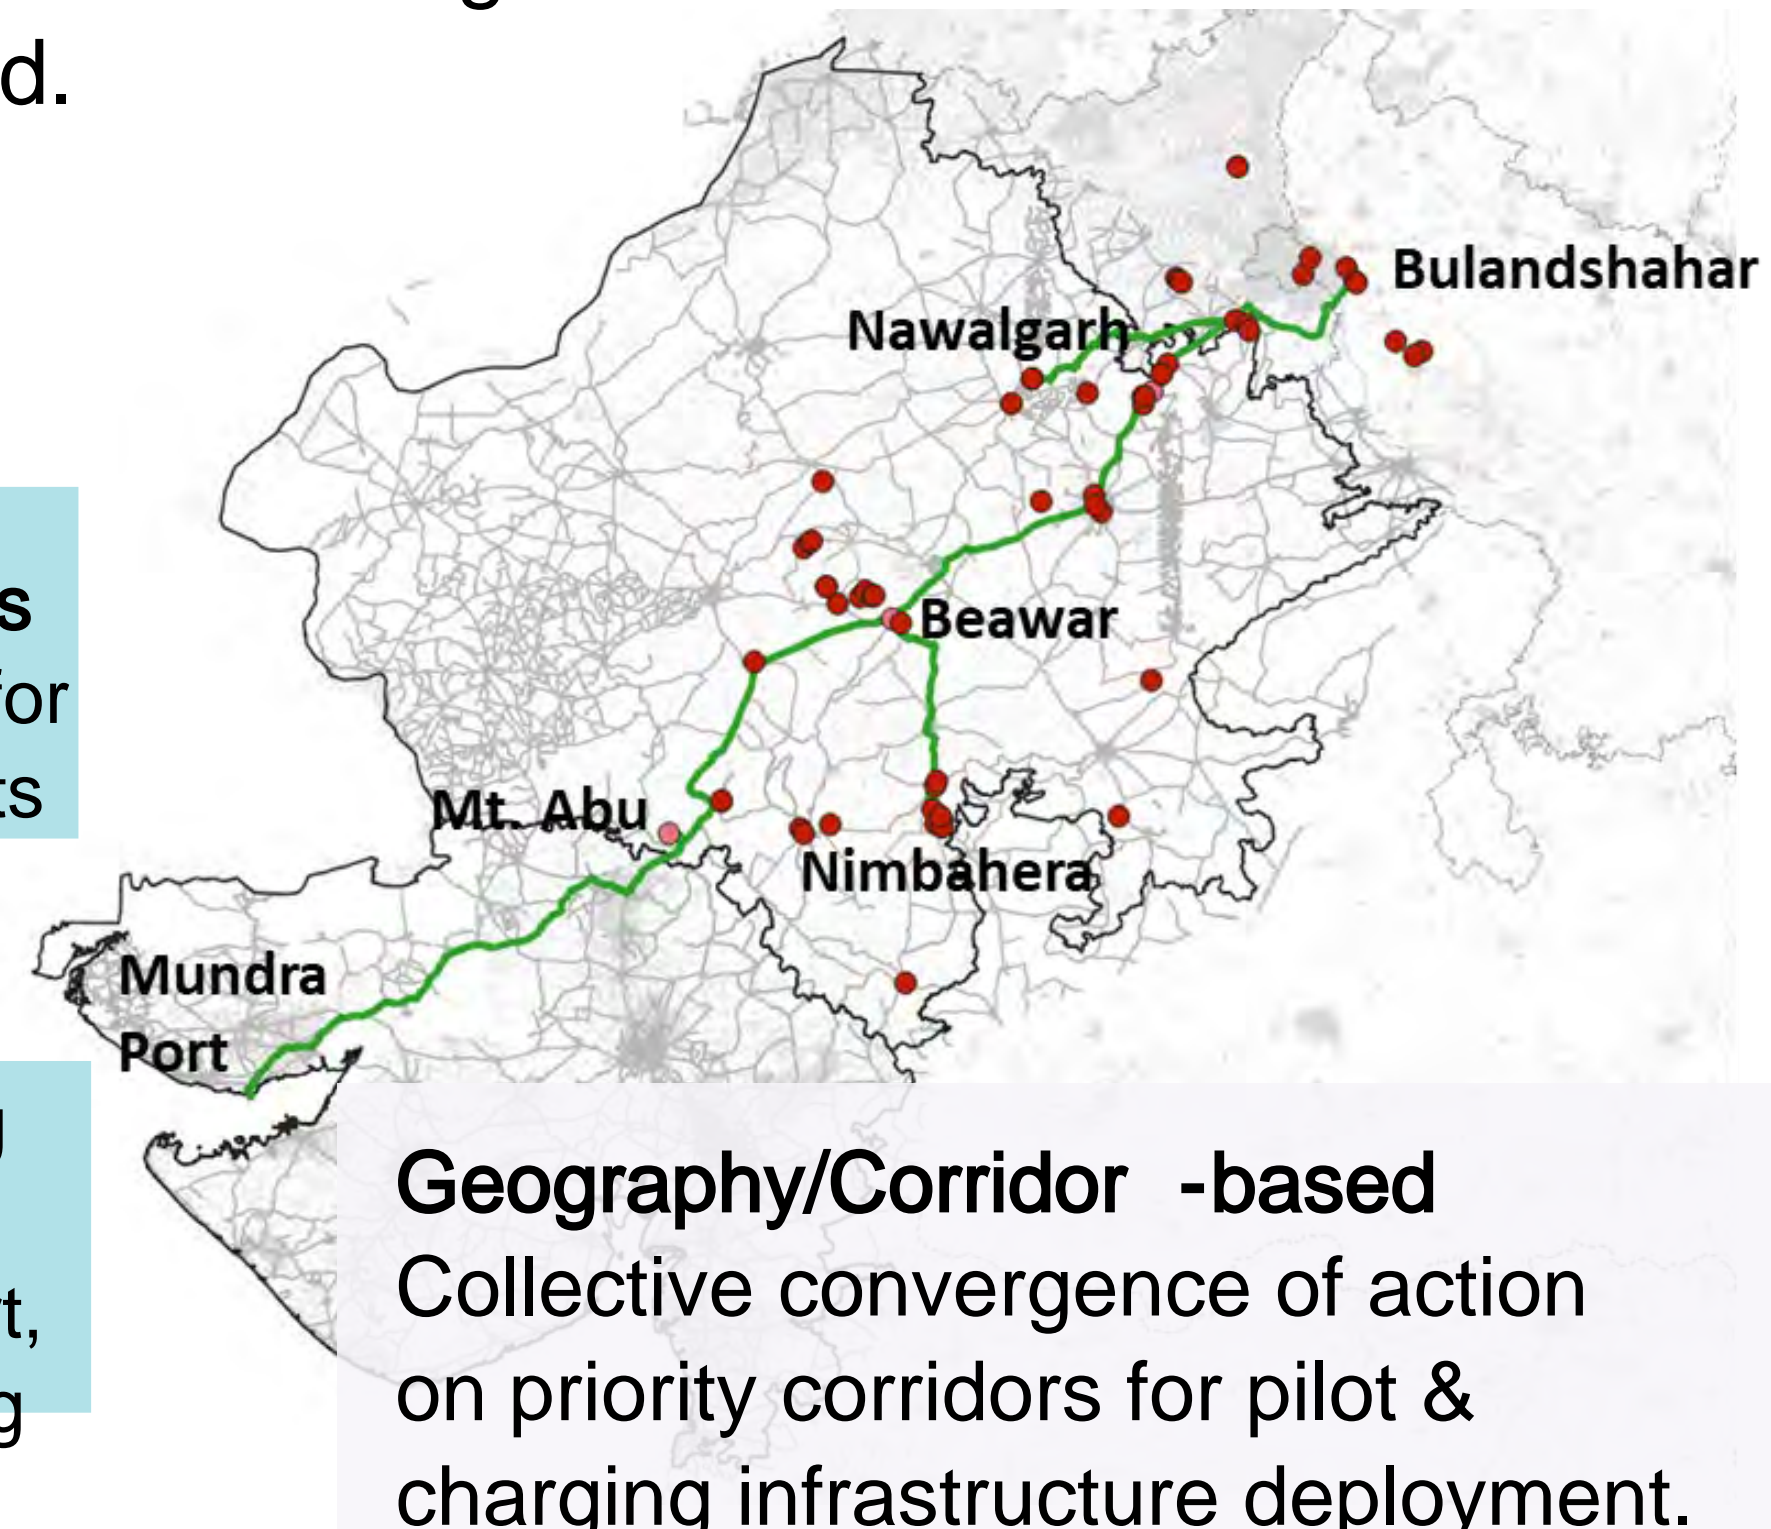 d.
Bulandshahar
Nawalgarh
s
for
ts
Beawar
Mt. Abu
Nimbahera
Mundra
Port
g
t,
g
Geography/Corridor -based
Collective convergence of action
on priority corridors for pilot &
charging infrastructure deployment.